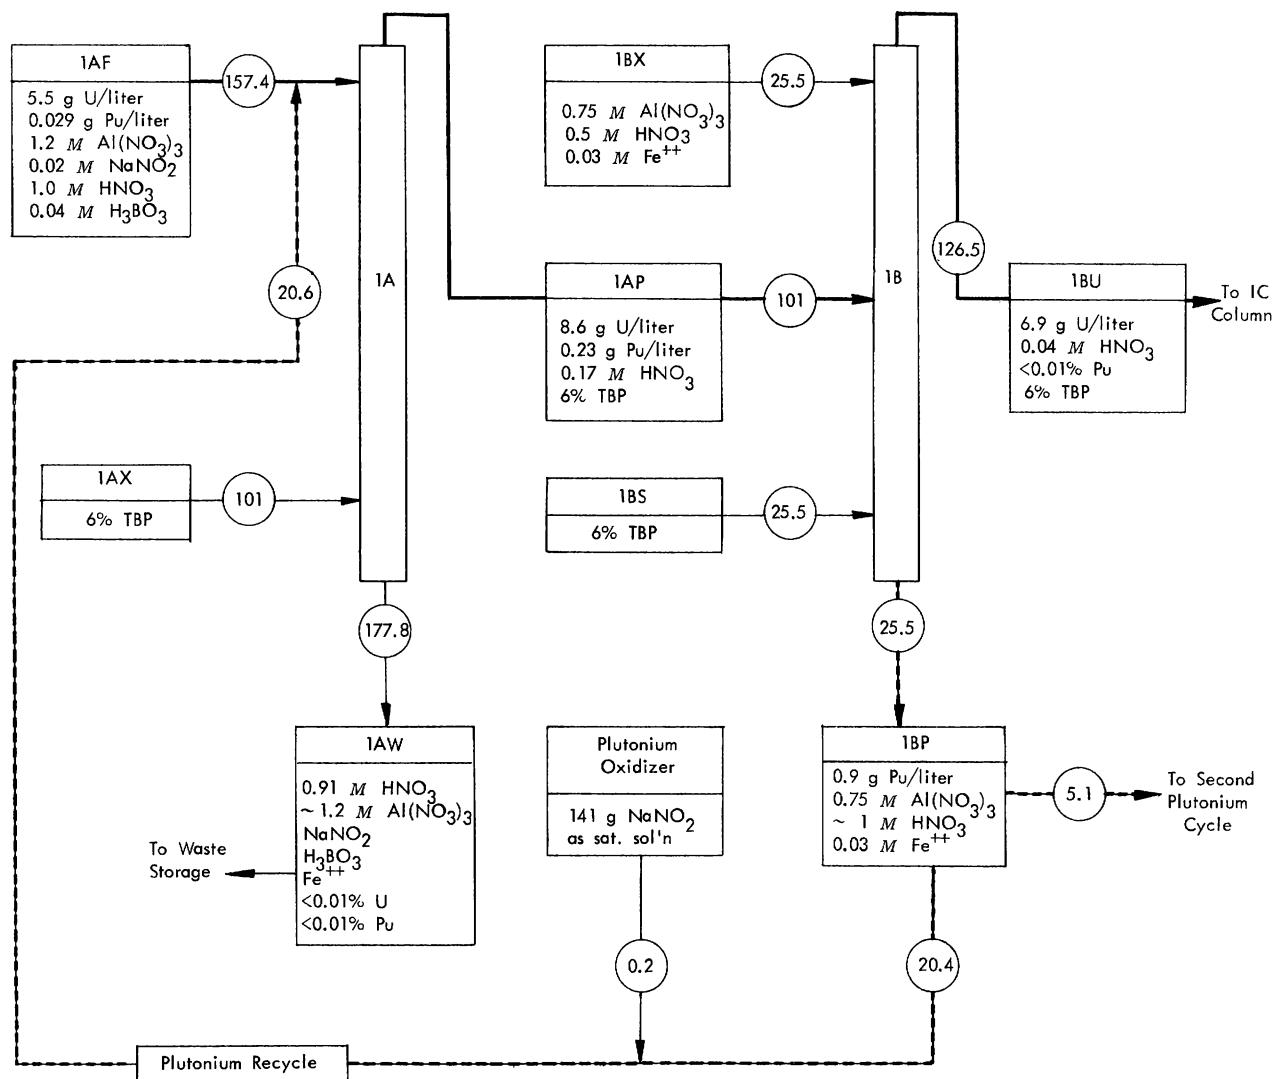 1AF
5.5 g U/liter
0.029 g Pu/liter
1.2 M Al(NO3)3
0.02 M NaNO2
1.0 M HNO3
0.04 M H3BO3
157.4
20.6
1A
1AX
6% TBP
101
177.8
1AW
0.91 M HNO3
~ 1.2 M Al(NO3)3
NaNO2
H3BO3
Fe++
<0.01% U
<0.01% Pu
To Waste
Storage
1BX
0.75 M Al(NO3)3
0.5 M HNO3
0.03 M Fe++
25.5
1AP
8.6 g U/liter
0.23 g Pu/liter
0.17 M HNO3
6% TBP
101
1BS
6% TBP
25.5
1B
126.5
1BU
6.9 g U/liter
0.04 M HNO3
<0.01% Pu
6% TBP
To IC
Column
25.5
Plutonium
Oxidizer
141 g NaNO2
as sat. sol'n
0.2
1BP
0.9 g Pu/liter
0.75 M Al(NO3)3
~ 1 M HNO3
0.03 M Fe++
5.1
To Second
Plutonium
Cycle
20.4
Plutonium Recycle